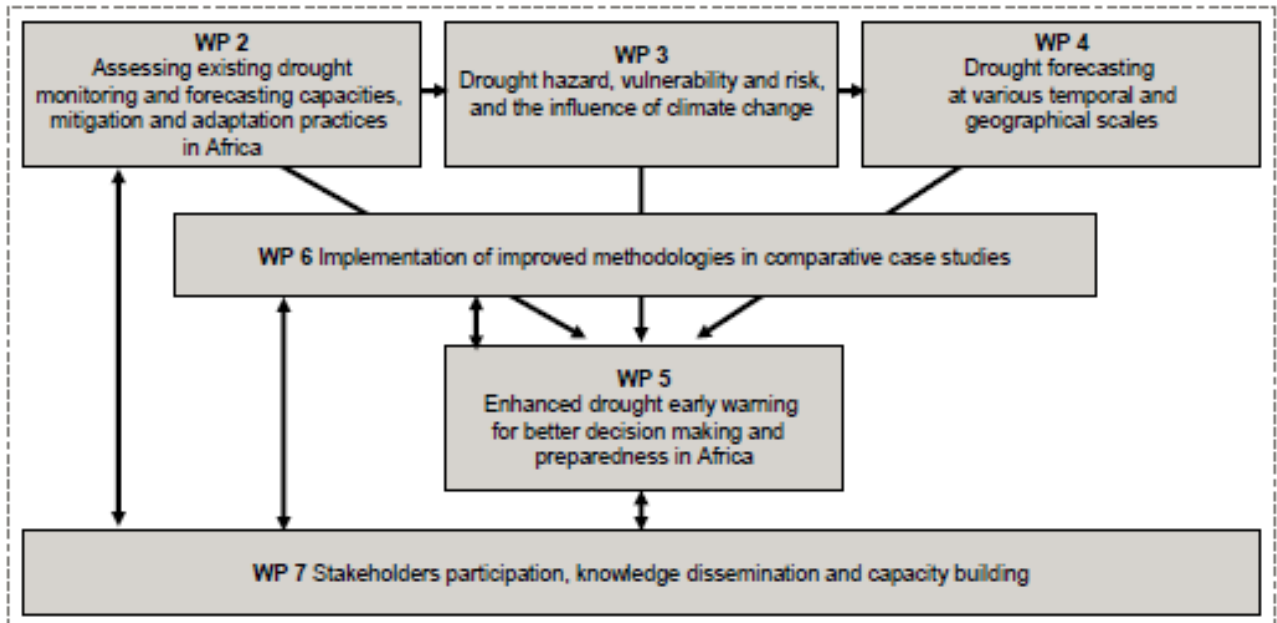 WP 2
Assessing existing drought
monitoring and forecasting capacities,
mitigation and adaptation practices
in Africa
WP 3
Drought hazard, vulnerability and risk,
and the influence of climate change
WP 4
Drought forecasting
at various temporal and
geographical scales
WP 6 Implementation of improved methodologies in comparative case studies
WP 5
Enhanced drought early warning
for better decision making and
preparedness in Africa
WP 7 Stakeholders participation, knowledge dissemination and capacity building